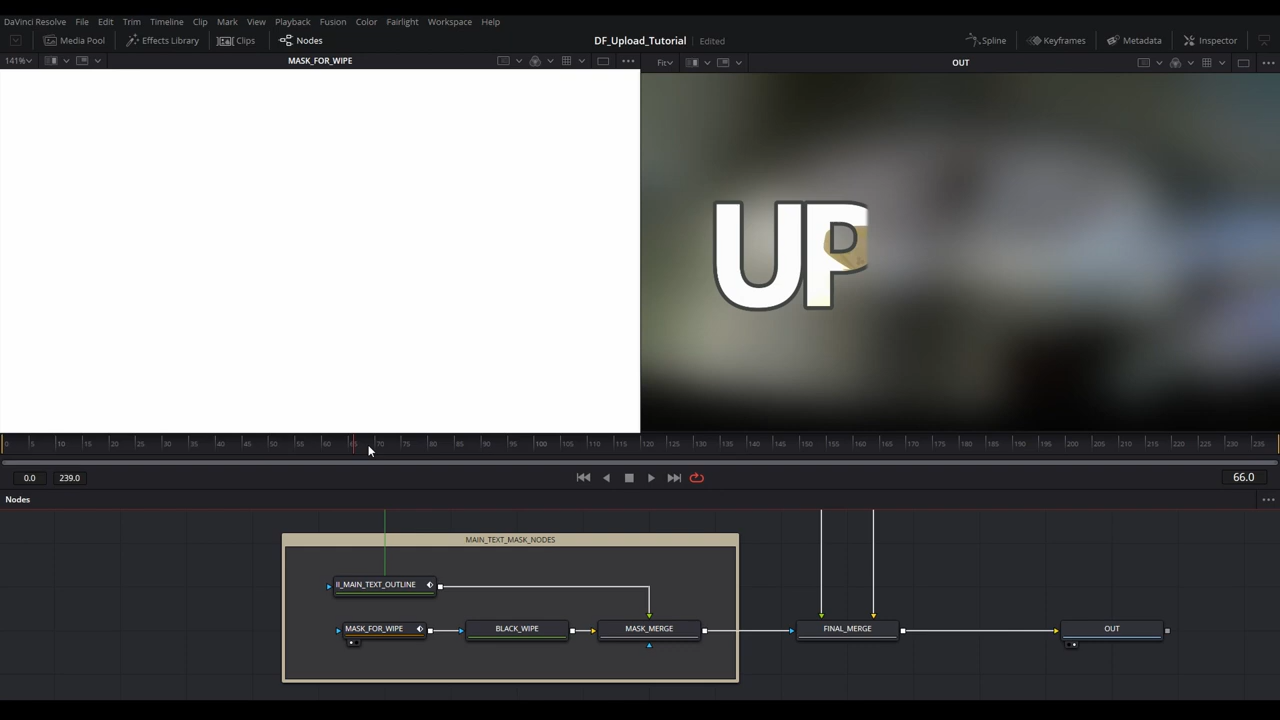 DaVinci Resolve File Edit Trim Timeline Clip Mark View Playback Fusion Color Fairlight Workspace Help
Media Pool Effects Library Clips Nodes DF_Upload_Tutorial Edited Spline Keyframes Metadata Inspector
141% MASK_FOR_WIPE Fit OUT
UP
0 5 10 15 20 25 30 35 40 45 50 55 60 65 70 75 80 85 90 95 100 105 110 115 120 125 130 135 140 145 150 155 160 165 170 175 180 185 190 195 200 205 210 215 220 225 230 235
0.0 239.0 66.0
Nodes
MAIN_TEXT_MASK_NODES
II_MAIN_TEXT_OUTLINE
MASK_FOR_WIPE BLACK_WIPE MASK_MERGE FINAL_MERGE OUT